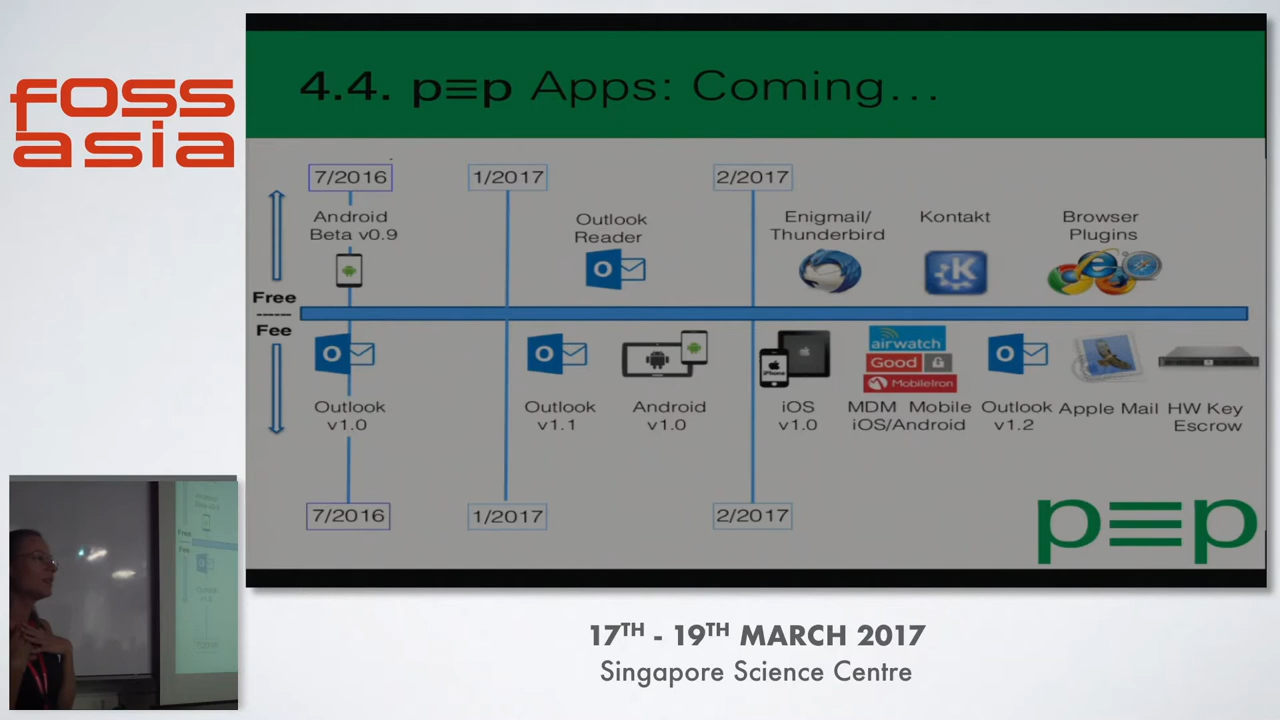 foss
asia
4.4. p≡p Apps: Coming...
7/2016
1/2017
2/2017
Android
Beta v0.9
Outlook
Reader
Enigmail/
Thunderbird
Kontakt
Browser
Plugins
Free
-----
Fee
airwatch
Good
MobileIron
iPhone
Outlook
v1.0
Outlook
v1.1
Android
v1.0
iOS
v1.0
MDM Mobile
iOS/Android
Outlook
v1.2
Apple Mail
HW Key
Escrow
7/2016
1/2017
2/2017
p≡p
17TH - 19TH MARCH 2017
Singapore Science Centre